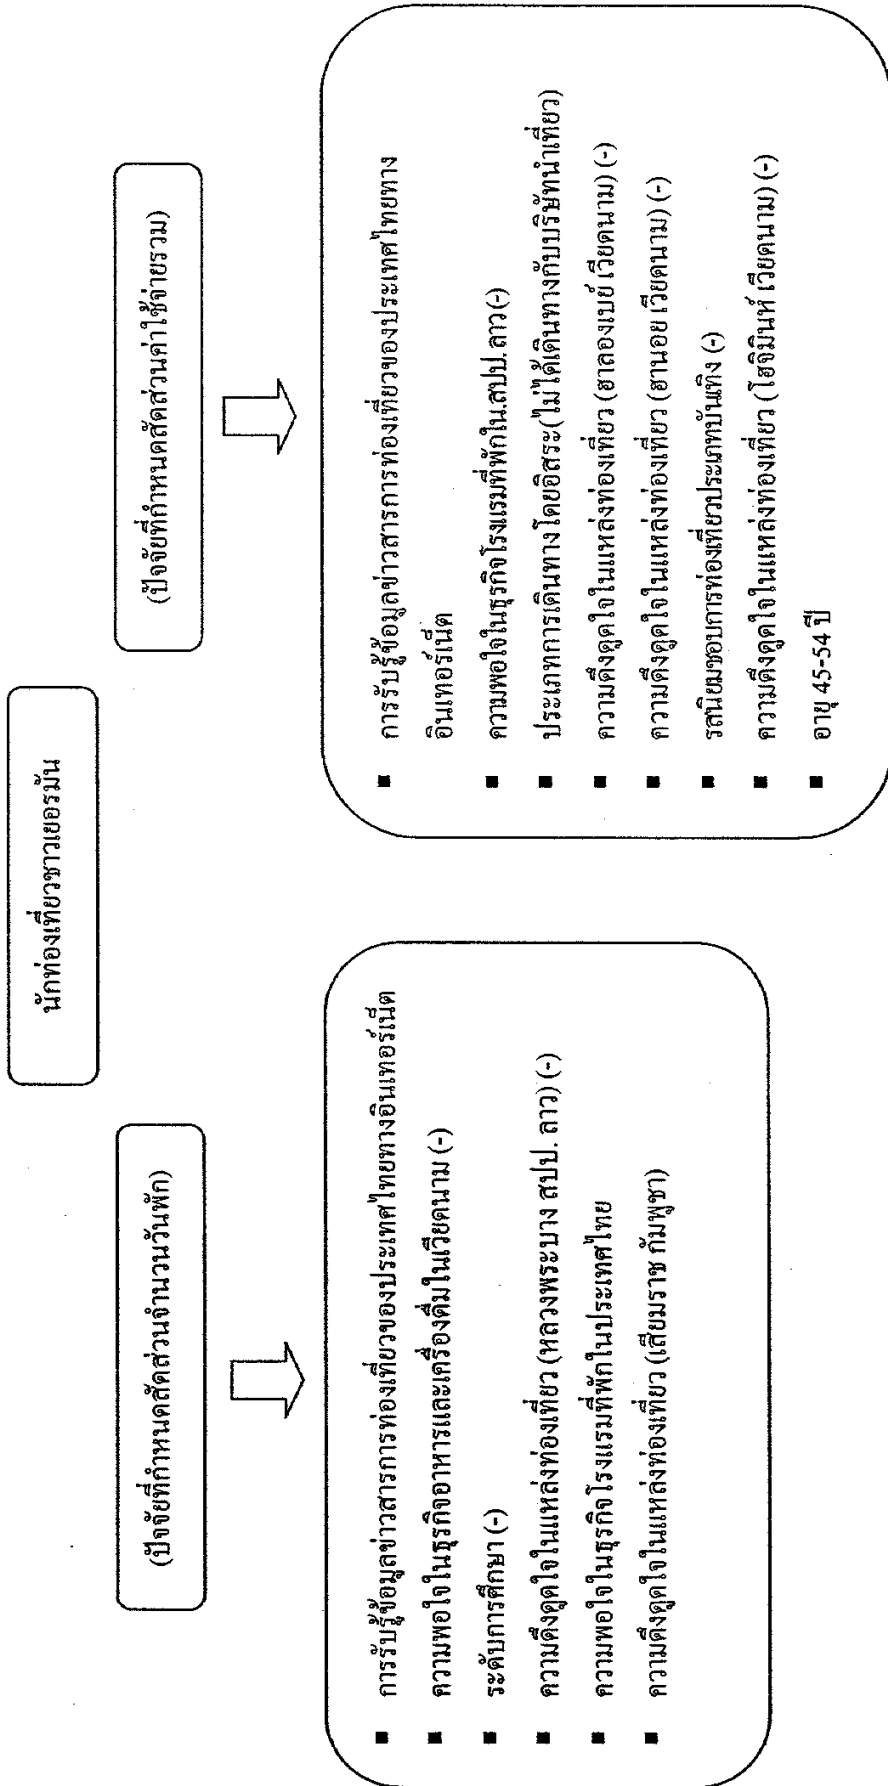 นักท่องเที่ยวชาวเยอรมัน
(ปัจจัยที่กำหนดสัดส่วนจำนวนวันพัก)
■ การรับรู้ข้อมูลข่าวสารการท่องเที่ยวของประเทศไทยทางอินเทอร์เน็ต
■ ความพอใจในธุรกิจอาหารและเครื่องดื่มในเวียดนาม (-)
■ ระดับการศึกษา (-)
■ ความดึงดูดใจในแหล่งท่องเที่ยว (หลวงพระบาง สปป. ลาว) (-)
■ ความพอใจในธุรกิจโรงแรมที่พักในประเทศไทย
■ ความดึงดูดใจในแหล่งท่องเที่ยว (เสียมราช กัมพูชา)
(ปัจจัยที่กำหนดสัดส่วนค่าใช้จ่ายรวม)
■ การรับรู้ข้อมูลข่าวสารการท่องเที่ยวของประเทศไทยทาง
อินเทอร์เน็ต
■ ความพอใจในธุรกิจโรงแรมที่พักใน.สปป.ลาว (-)
■ ประเภทการเดินทางโดยอิสระ(ไม่ได้เดินทางกับบริษัทนำเที่ยว)
■ ความดึงดูดใจในแหล่งท่องเที่ยว (ฮาลองเบย์ เวียดนาม) (-)
■ ความดึงดูดใจในแหล่งท่องเที่ยว (ฮานอย เวียดนาม) (-)
■ รสนิยมชอบการท่องเที่ยวประเภทบันเทิง (-)
■ ความดึงดูดใจในแหล่งท่องเที่ยว (โฮจิมินห์ เวียดนาม) (-)
■ อายุ 45-54 ปี